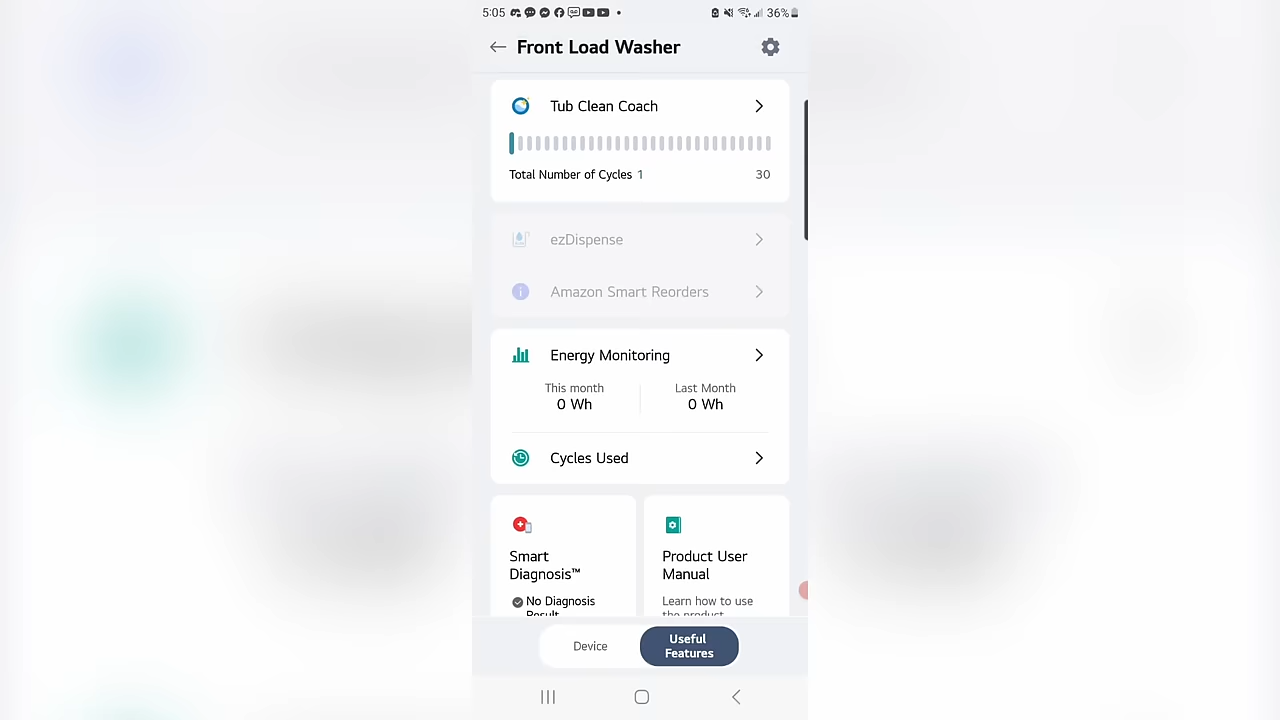 5:05 36%
Front Load Washer
Tub Clean Coach
Total Number of Cycles 1 30
ezDispense
Amazon Smart Reorders
Energy Monitoring
This month Last Month
0 Wh 0 Wh
Cycles Used
Smart
Diagnosis™
No Diagnosis
Result
Product User
Manual
Learn how to use
the product
Device
Useful
Features